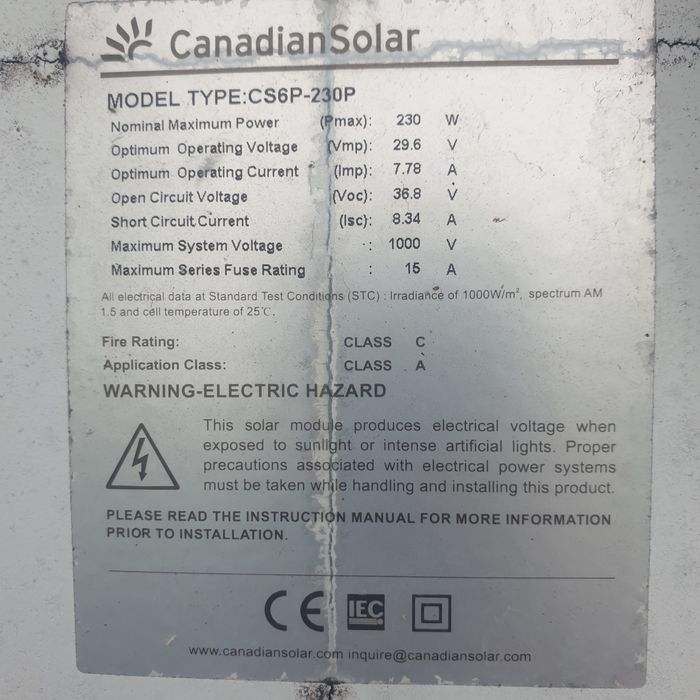 CanadianSolar
MODEL TYPE:CS6P-230P
Nominal Maximum Power (Pmax): 230 W
Optimum Operating Voltage (Vmp): 29.6 V
Optimum Operating Current (Imp): 7.78 A
Open Circuit Voltage (Voc): 36.8 V
Short Circuit Current (Isc): 8.34 A
Maximum System Voltage : 1000 V
Maximum Series Fuse Rating : 15 A
All electrical data at Standard Test Conditions (STC) : Irradiance of 1000W/m², spectrum AM
1.5 and cell temperature of 25℃.
Fire Rating: CLASS C
Application Class: CLASS A
WARNING-ELECTRIC HAZARD
This solar module produces electrical voltage when
exposed to sunlight or intense artificial lights. Proper
precautions associated with electrical power systems
must be taken while handling and installing this product.
PLEASE READ THE INSTRUCTION MANUAL FOR MORE INFORMATION
PRIOR TO INSTALLATION.
CE IEC
www.canadiansolar.com inquire@canadiansolar.com